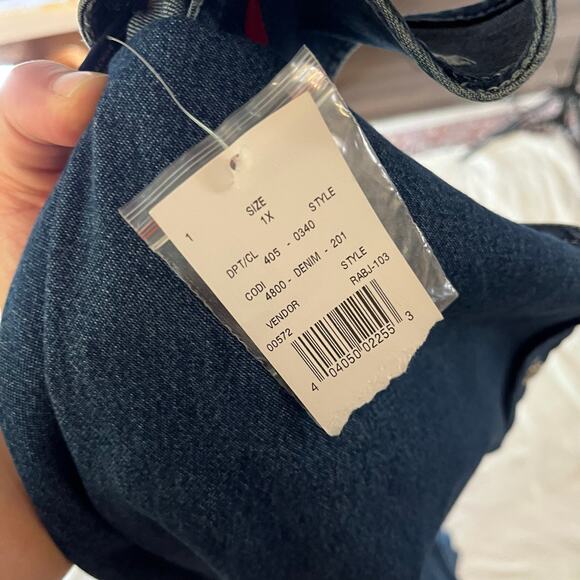 1 SIZE
1X
DPT/CL STYLE
405 - 0340
CODI
4800 - DENIM - 201
VENDOR STYLE
00572 RABJ-103
4 04050 02255 3